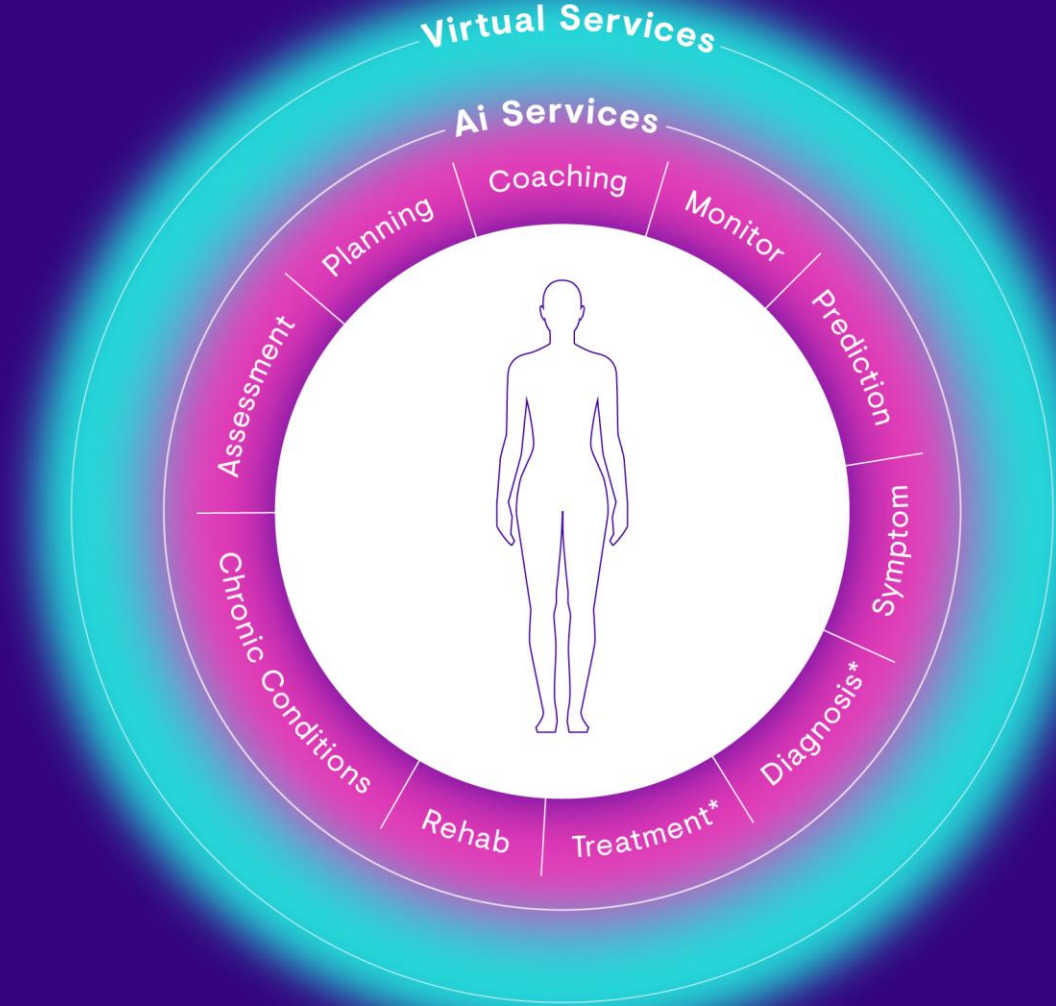 Virtual Services
Ai Services
Coaching
Monitor
Prediction
Symptom
Diagnosis*
Treatment*
Rehab
Chronic Conditions
Assessment
Planning